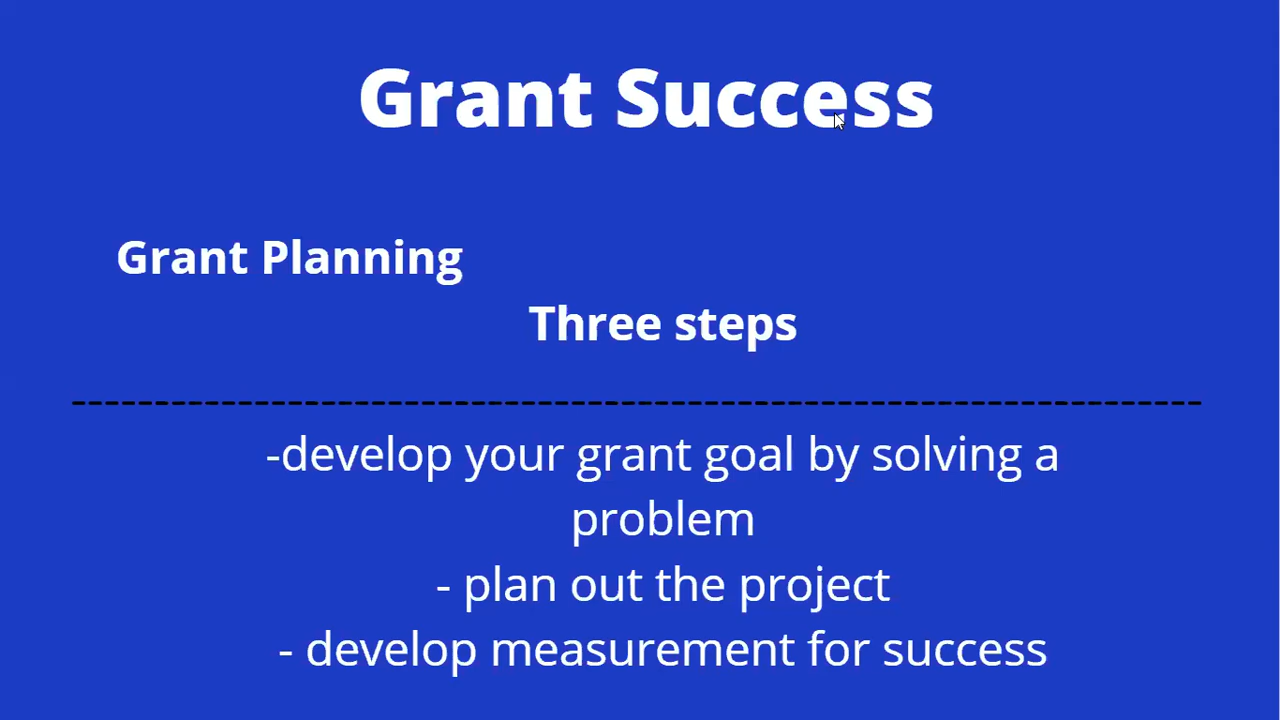 Grant Success
Grant Planning
Three steps
-develop your grant goal by solving a
problem
- plan out the project
- develop measurement for success